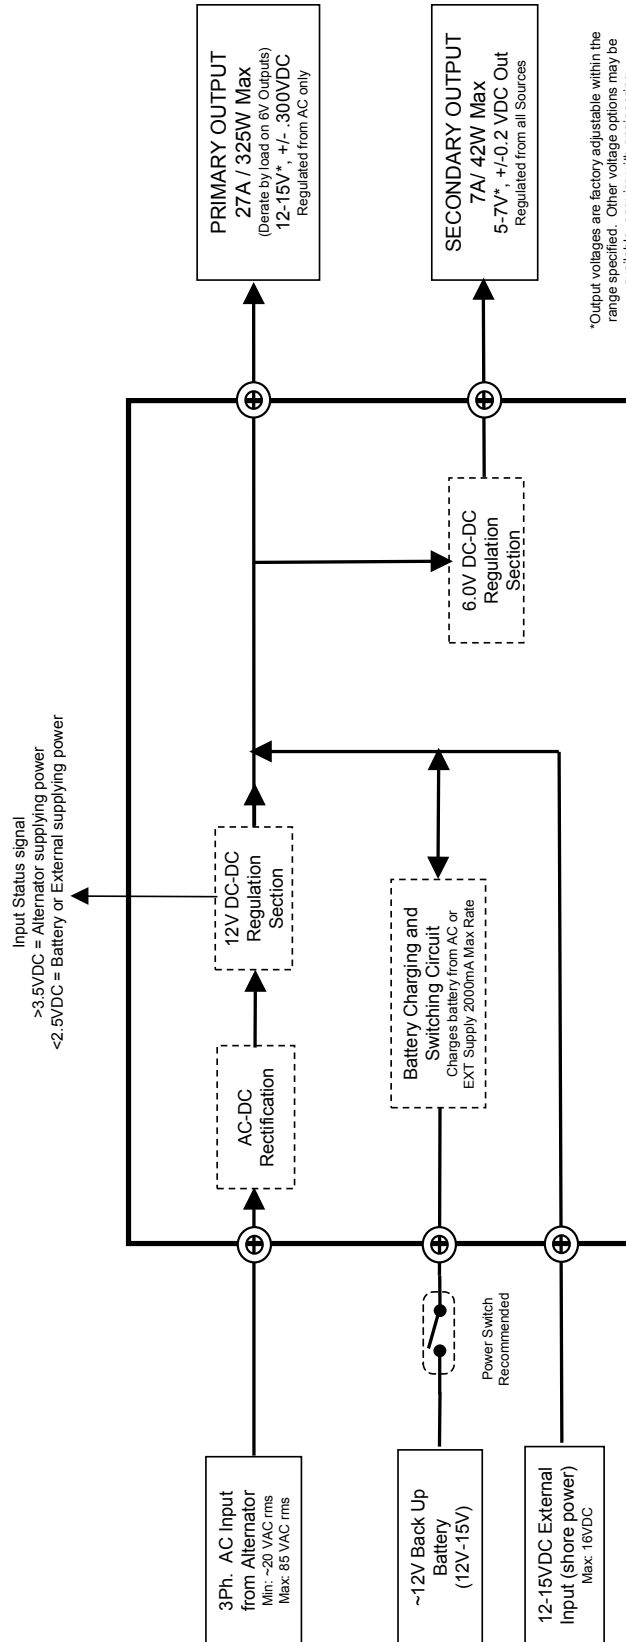 Input Status signal
>3.5VDC = Alternator supplying power
<2.5VDC = Battery or External supplying power
3Ph. AC Input
from Alternator
Min: ~20 VAC rms
Max: 85 VAC rms
AC-DC
Rectification
12V DC-DC
Regulation
Section
PRIMARY OUTPUT
27A / 325W Max
(Derate by load on 6V Outputs)
12-15V*, +/- .300VDC
Regulated from AC only
~12V Back Up
Battery
(12V-15V)
Power Switch
Recommended
Battery Charging and
Switching Circuit
Charges battery from AC or
EXT Supply 2000mA Max Rate
6.0V DC-DC
Regulation
Section
SECONDARY OUTPUT
7A/ 42W Max
5-7V*, +/-0.2 VDC Out
Regulated from all Sources
12-15VDC External
Input (shore power)
Max: 16VDC
*Output voltages are factory adjustable within the
range specified. Other voltage options may be